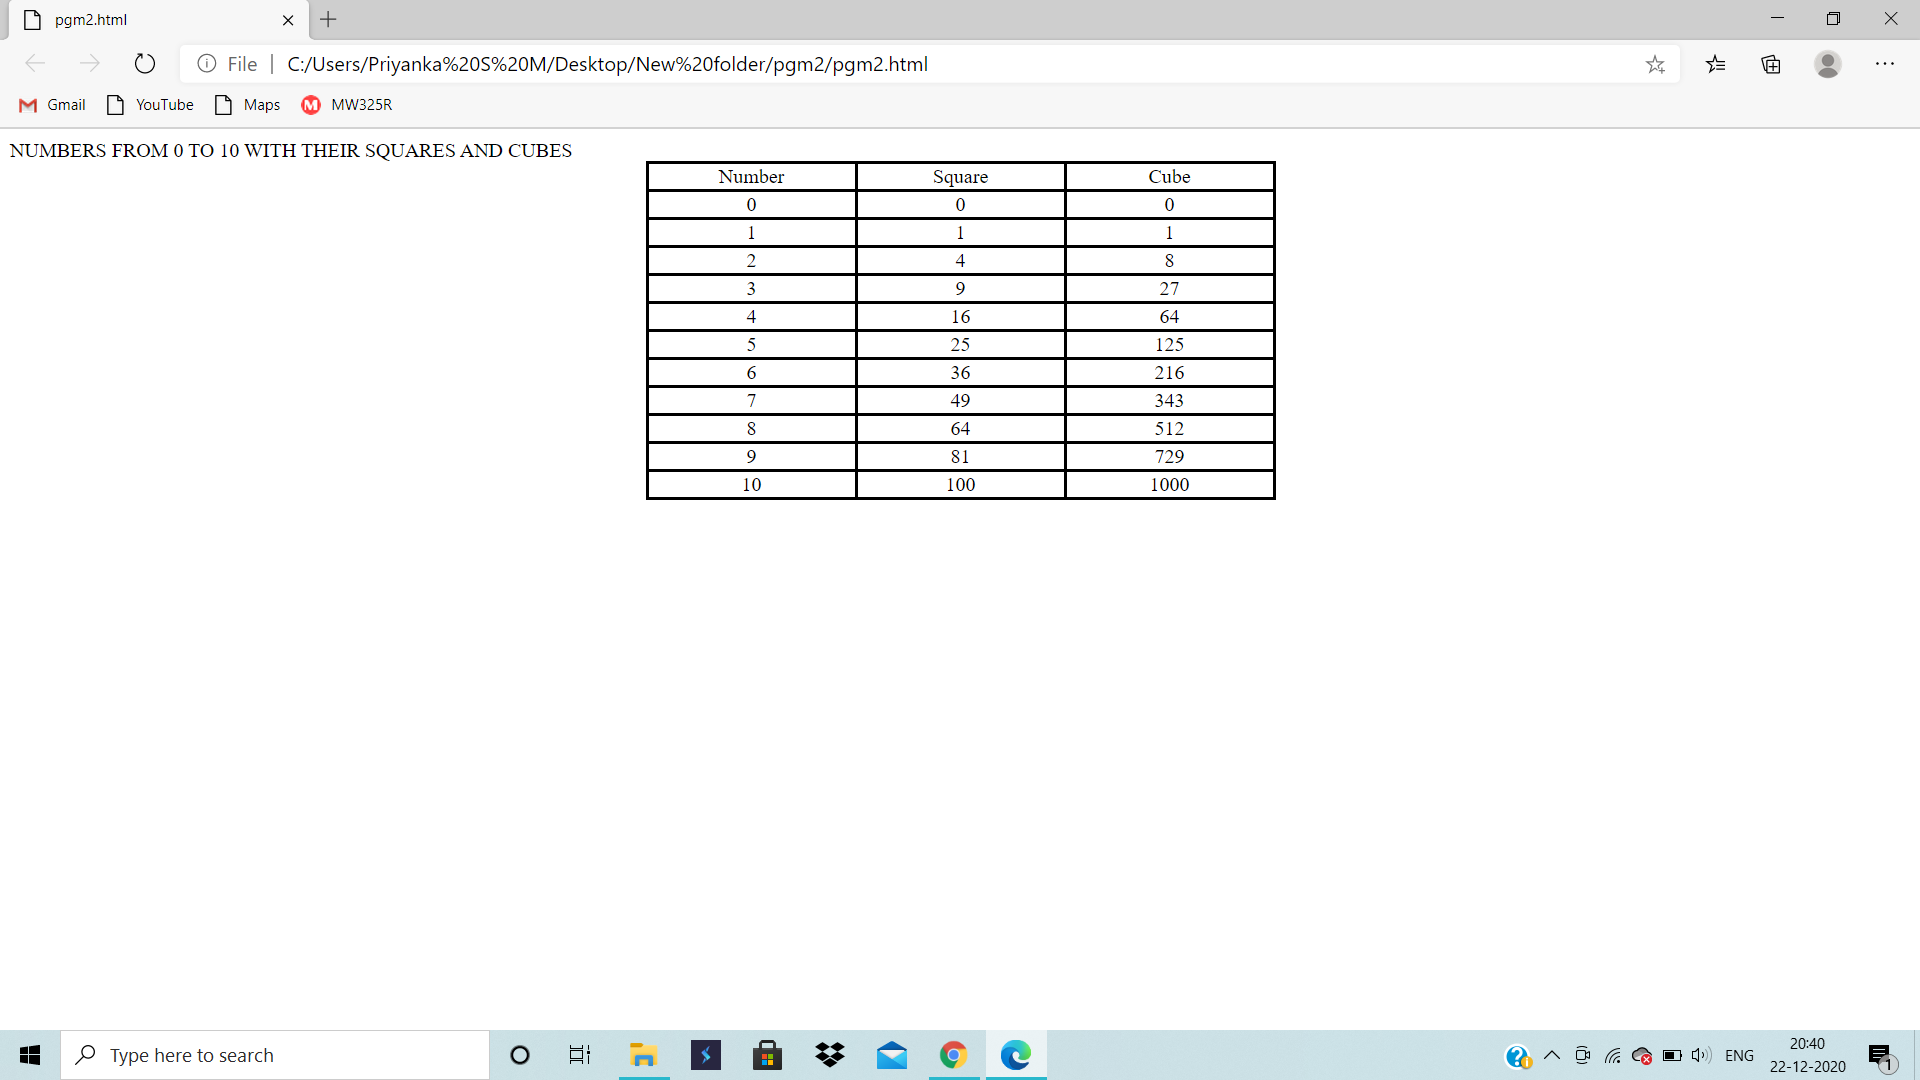 pgm2.html
File | C:/Users/Priyanka%20S%20M/Desktop/New%20folder/pgm2/pgm2.html
Gmail YouTube Maps MW325R
NUMBERS FROM 0 TO 10 WITH THEIR SQUARES AND CUBES
Number Square Cube
0 0 0
1 1 1
2 4 8
3 9 27
4 16 64
5 25 125
6 36 216
7 49 343
8 64 512
9 81 729
10 100 1000
Type here to search
ENG
20:40
22-12-2020
1